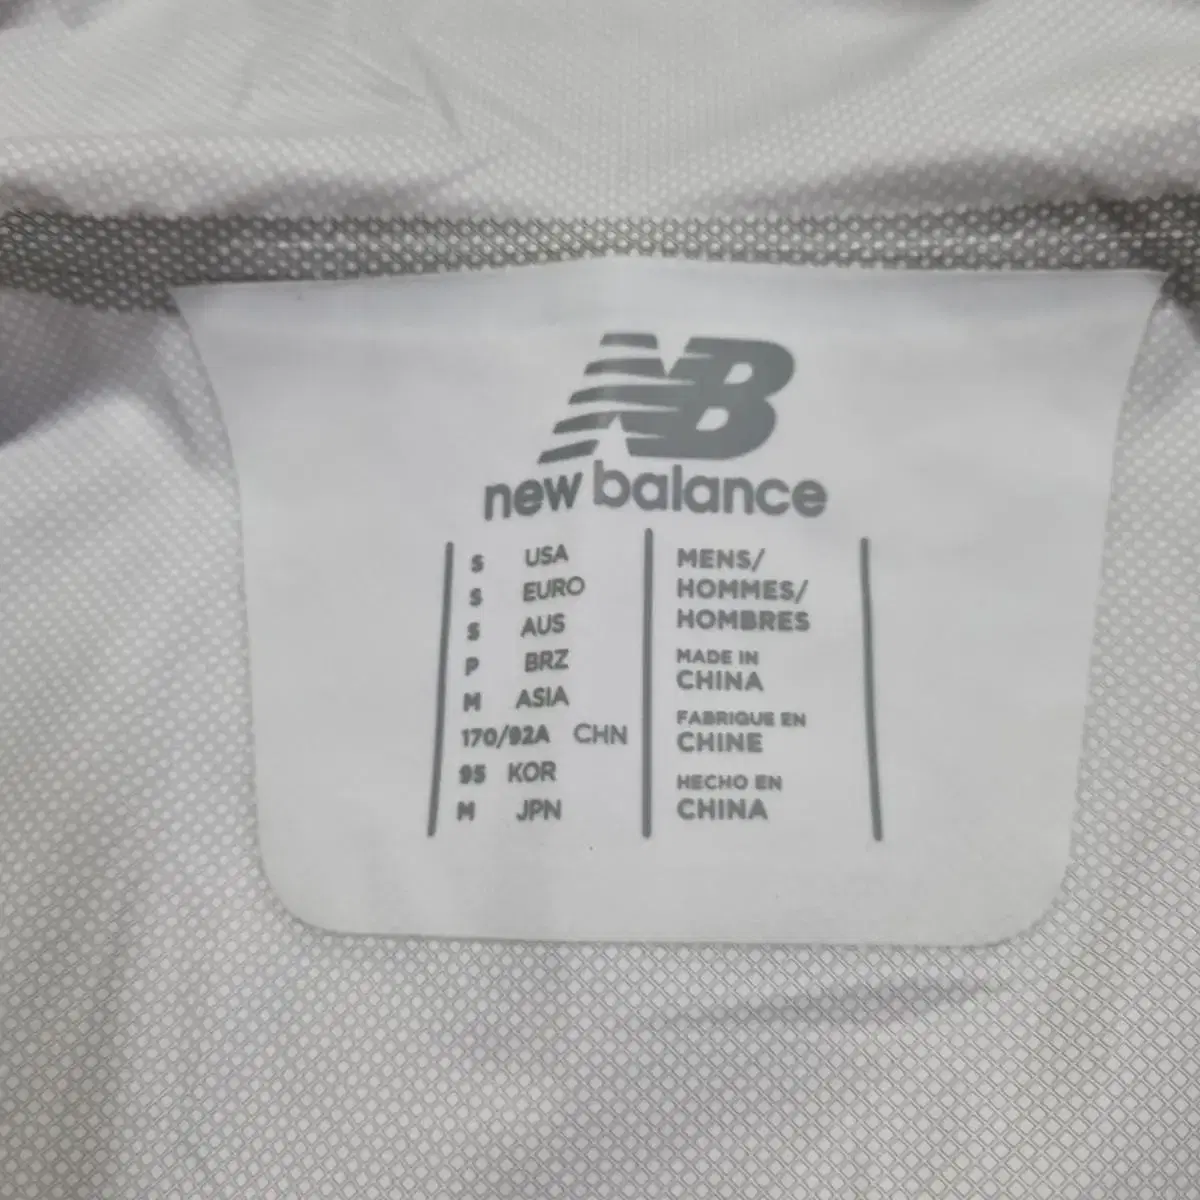 NB
new balance
S USA
S EURO
S AUS
P BRZ
M ASIA
170/92A CHN
95 KOR
M JPN
MENS/
HOMMES/
HOMBRES
MADE IN
CHINA
FABRIQUE EN
CHINE
HECHO EN
CHINA